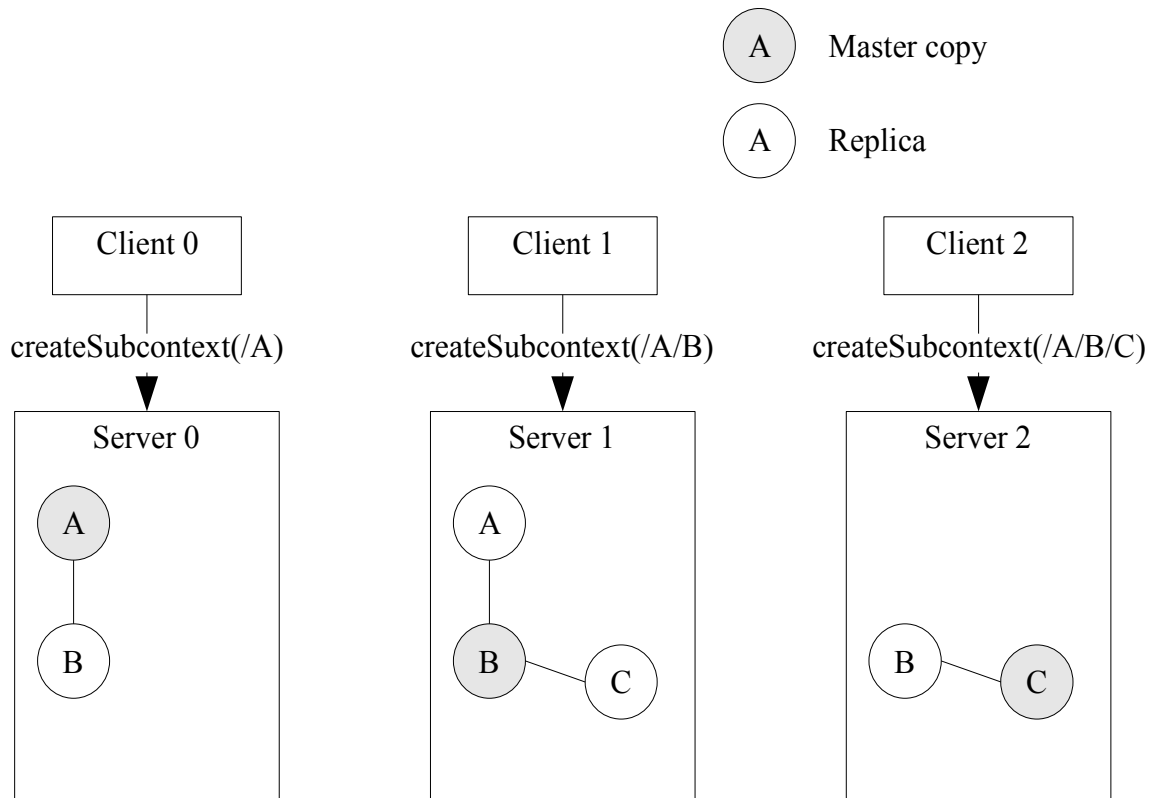 A Master copy
A Replica
Client 0 Client 1 Client 2
createSubcontext(/A) createSubcontext(/A/B) createSubcontext(/A/B/C)
Server 0 Server 1 Server 2
A A
B B C B C